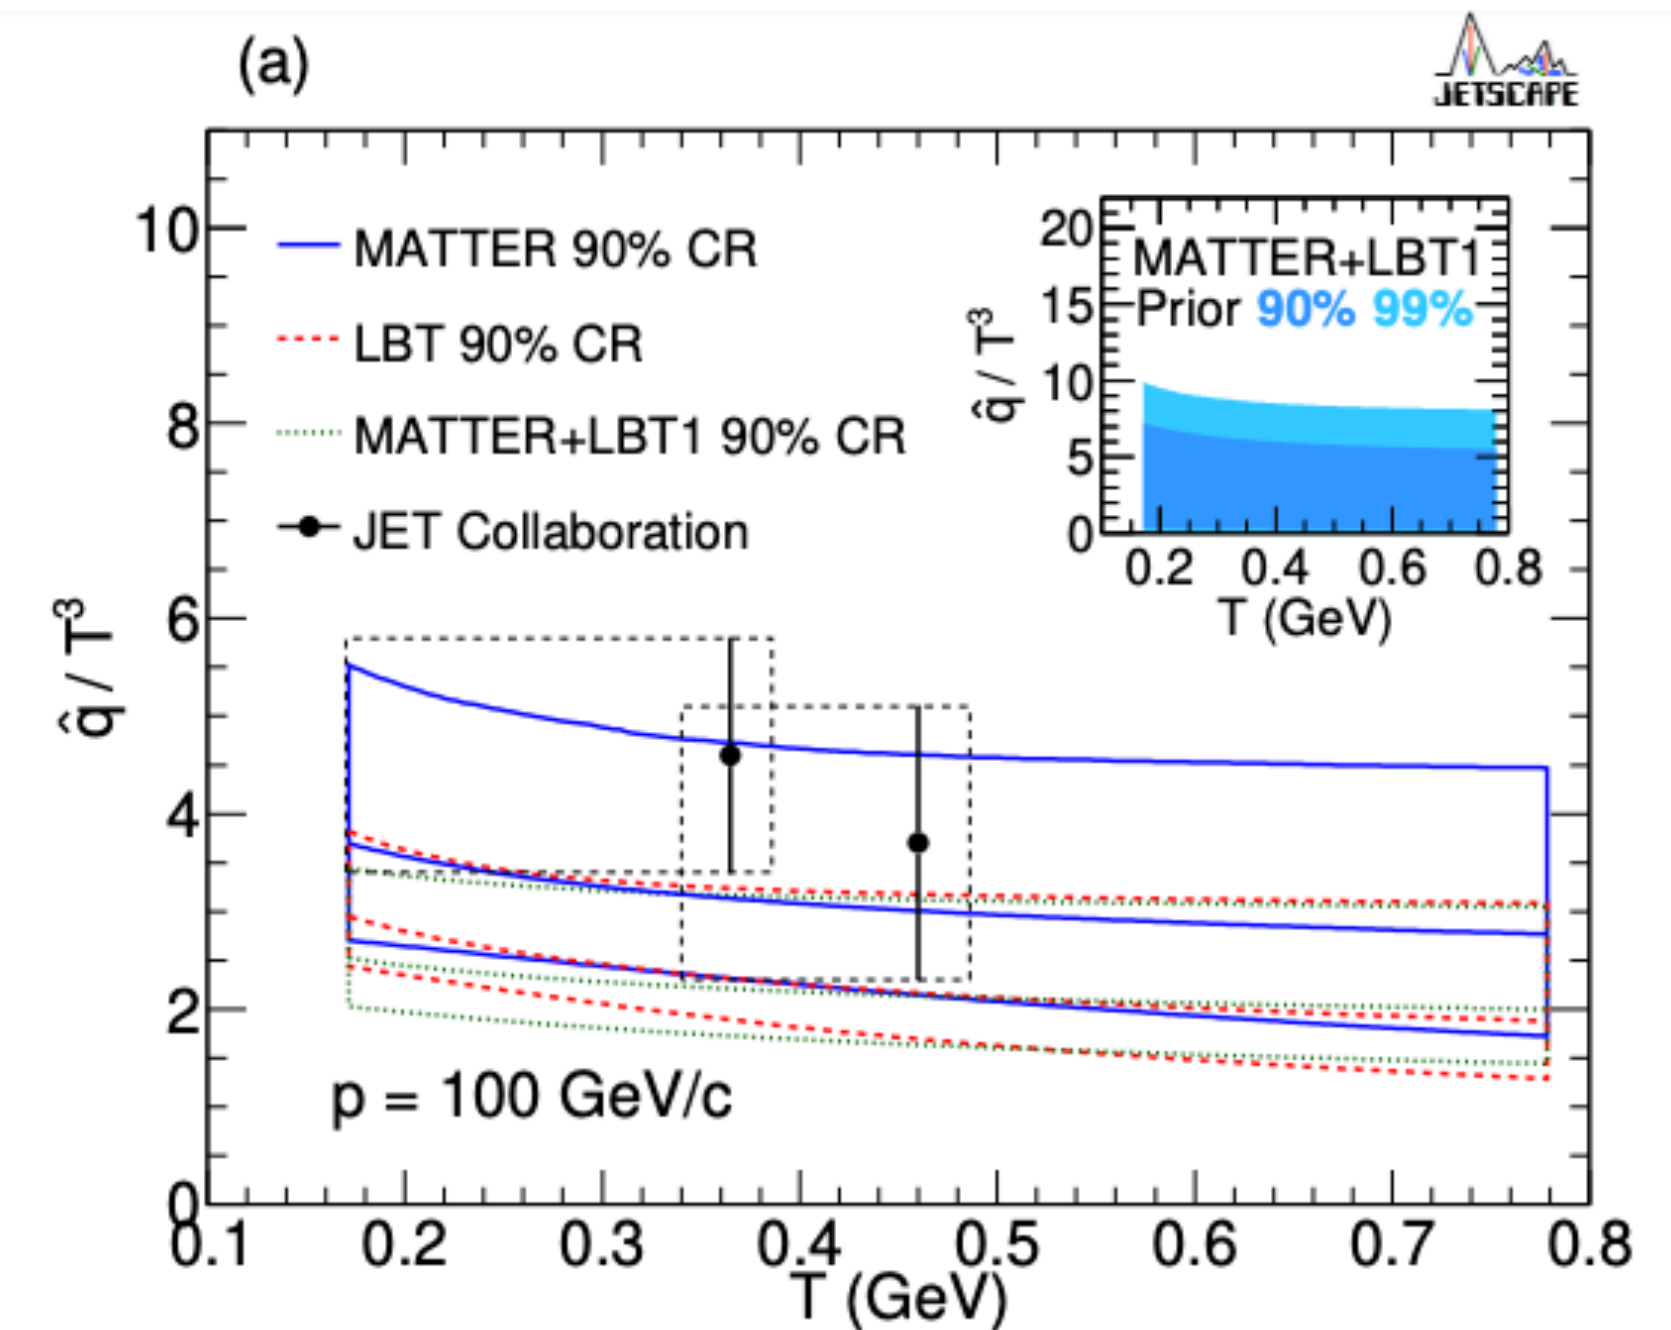 (a)
JETSCAPE
10
8
6
4
2
0
q̂ / T³
MATTER 90% CR
LBT 90% CR
MATTER+LBT1 90% CR
JET Collaboration
20
15
10
5
0
q̂ / T³
MATTER+LBT1
Prior 90% 99%
0.2 0.4 0.6 0.8
T (GeV)
p = 100 GeV/c
0.1 0.2 0.3 0.4 0.5 0.6 0.7 0.8
T (GeV)